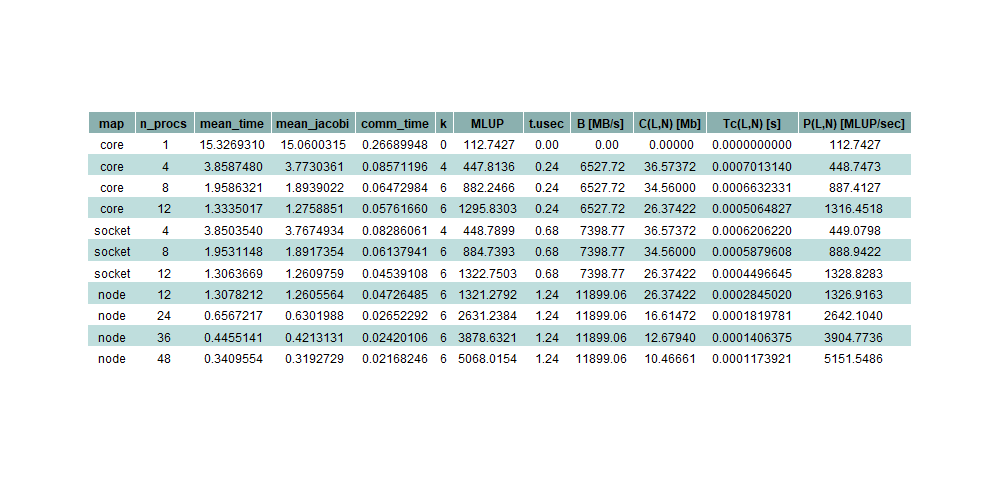 map n_procs mean_time mean_jacobi comm_time k MLUP t.usec B [MB/s] C(L,N) [Mb] Tc(L,N) [s] P(L,N) [MLUP/sec]
core 1 15.3269310 15.0600315 0.26689948 0 112.7427 0.00 0.00 0.00000 0.0000000000 112.7427
core 4 3.8587480 3.7730361 0.08571196 4 447.8136 0.24 6527.72 36.57372 0.0007013140 448.7473
core 8 1.9586321 1.8939022 0.06472984 6 882.2466 0.24 6527.72 34.56000 0.0006632331 887.4127
core 12 1.3335017 1.2758851 0.05761660 6 1295.8303 0.24 6527.72 26.37422 0.0005064827 1316.4518
socket 4 3.8503540 3.7674934 0.08286061 4 448.7899 0.68 7398.77 36.57372 0.0006206220 449.0798
socket 8 1.9531148 1.8917354 0.06137941 6 884.7393 0.68 7398.77 34.56000 0.0005879608 888.9422
socket 12 1.3063669 1.2609759 0.04539108 6 1322.7503 0.68 7398.77 26.37422 0.0004496645 1328.8283
node 12 1.3078212 1.2605564 0.04726485 6 1321.2792 1.24 11899.06 26.37422 0.0002845020 1326.9163
node 24 0.6567217 0.6301988 0.02652292 6 2631.2384 1.24 11899.06 16.61472 0.0001819781 2642.1040
node 36 0.4455141 0.4213131 0.02420106 6 3878.6321 1.24 11899.06 12.67940 0.0001406375 3904.7736
node 48 0.3409554 0.3192729 0.02168246 6 5068.0154 1.24 11899.06 10.46661 0.0001173921 5151.5486